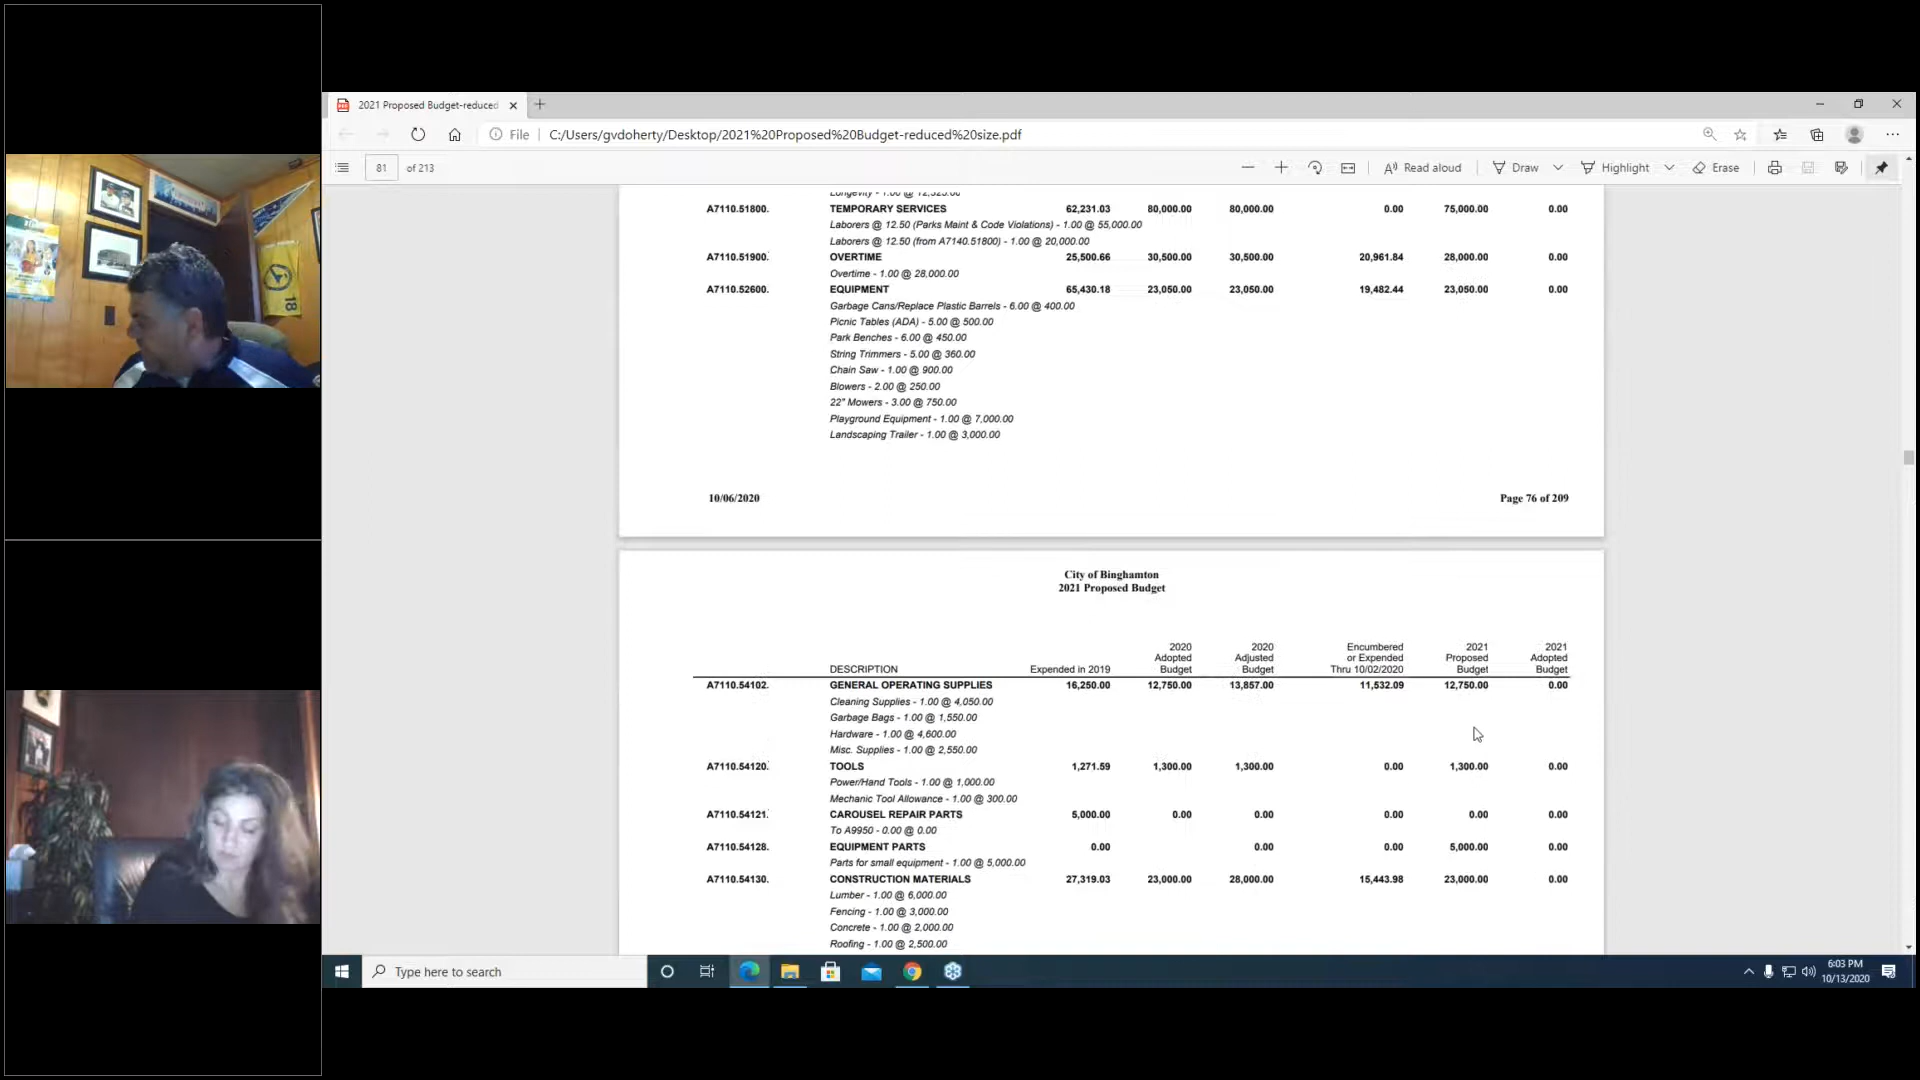 2021 Proposed Budget-reduced
File
C:/Users/gvdoherty/Desktop/2021%20Proposed%20Budget-reduced%20size.pdf
81 of 213
Read aloud
Draw
Highlight
Erase
Longevity - 1.00 @ 12,325.00
A7110.51800. TEMPORARY SERVICES 62,231.03 80,000.00 80,000.00 0.00 75,000.00 0.00
Laborers @ 12.50 (Parks Maint & Code Violations) - 1.00 @ 55,000.00
Laborers @ 12.50 (from A7140.51800) - 1.00 @ 20,000.00
A7110.51900. OVERTIME 25,500.66 30,500.00 30,500.00 20,961.84 28,000.00 0.00
Overtime - 1.00 @ 28,000.00
A7110.52600. EQUIPMENT 65,430.18 23,050.00 23,050.00 19,482.44 23,050.00 0.00
Garbage Cans/Replace Plastic Barrels - 6.00 @ 400.00
Picnic Tables (ADA) - 5.00 @ 500.00
Park Benches - 6.00 @ 450.00
String Trimmers - 5.00 @ 360.00
Chain Saw - 1.00 @ 900.00
Blowers - 2.00 @ 250.00
22" Mowers - 3.00 @ 750.00
Playground Equipment - 1.00 @ 7,000.00
Landscaping Trailer - 1.00 @ 3,000.00
10/06/2020 Page 76 of 209
City of Binghamton
2021 Proposed Budget
2020 2020 Encumbered 2021 2021
Adopted Adjusted or Expended Proposed Adopted
DESCRIPTION Expended in 2019 Budget Budget Thru 10/02/2020 Budget Budget
A7110.54102. GENERAL OPERATING SUPPLIES 16,250.00 12,750.00 13,857.00 11,532.09 12,750.00 0.00
Cleaning Supplies - 1.00 @ 4,050.00
Garbage Bags - 1.00 @ 1,550.00
Hardware - 1.00 @ 4,600.00
Misc. Supplies - 1.00 @ 2,550.00
A7110.54120. TOOLS 1,271.59 1,300.00 1,300.00 0.00 1,300.00 0.00
Power/Hand Tools - 1.00 @ 1,000.00
Mechanic Tool Allowance - 1.00 @ 300.00
A7110.54121. CAROUSEL REPAIR PARTS 5,000.00 0.00 0.00 0.00 0.00 0.00
To A9950 - 0.00 @ 0.00
A7110.54128. EQUIPMENT PARTS 0.00 0.00 0.00 5,000.00 0.00
Parts for small equipment - 1.00 @ 5,000.00
A7110.54130. CONSTRUCTION MATERIALS 27,319.03 23,000.00 28,000.00 15,443.98 23,000.00 0.00
Lumber - 1.00 @ 6,000.00
Fencing - 1.00 @ 3,000.00
Concrete - 1.00 @ 2,000.00
Roofing - 1.00 @ 2,500.00
Type here to search
6:03 PM
10/13/2020
18